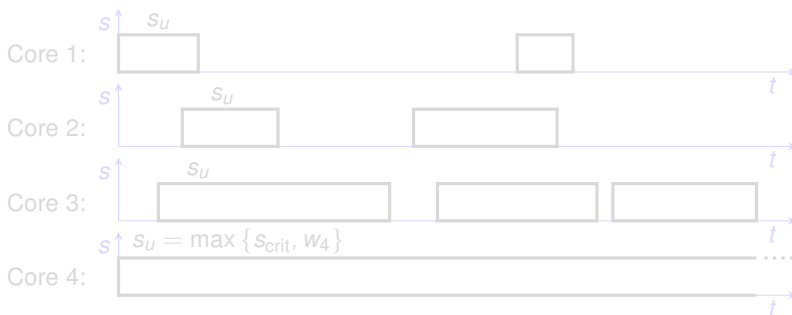 s
s_u
Core 1:
t
s
s_u
Core 2:
t
s
s_u
Core 3:
t
s
s_u = max {s_crit, w_4}
Core 4:
t